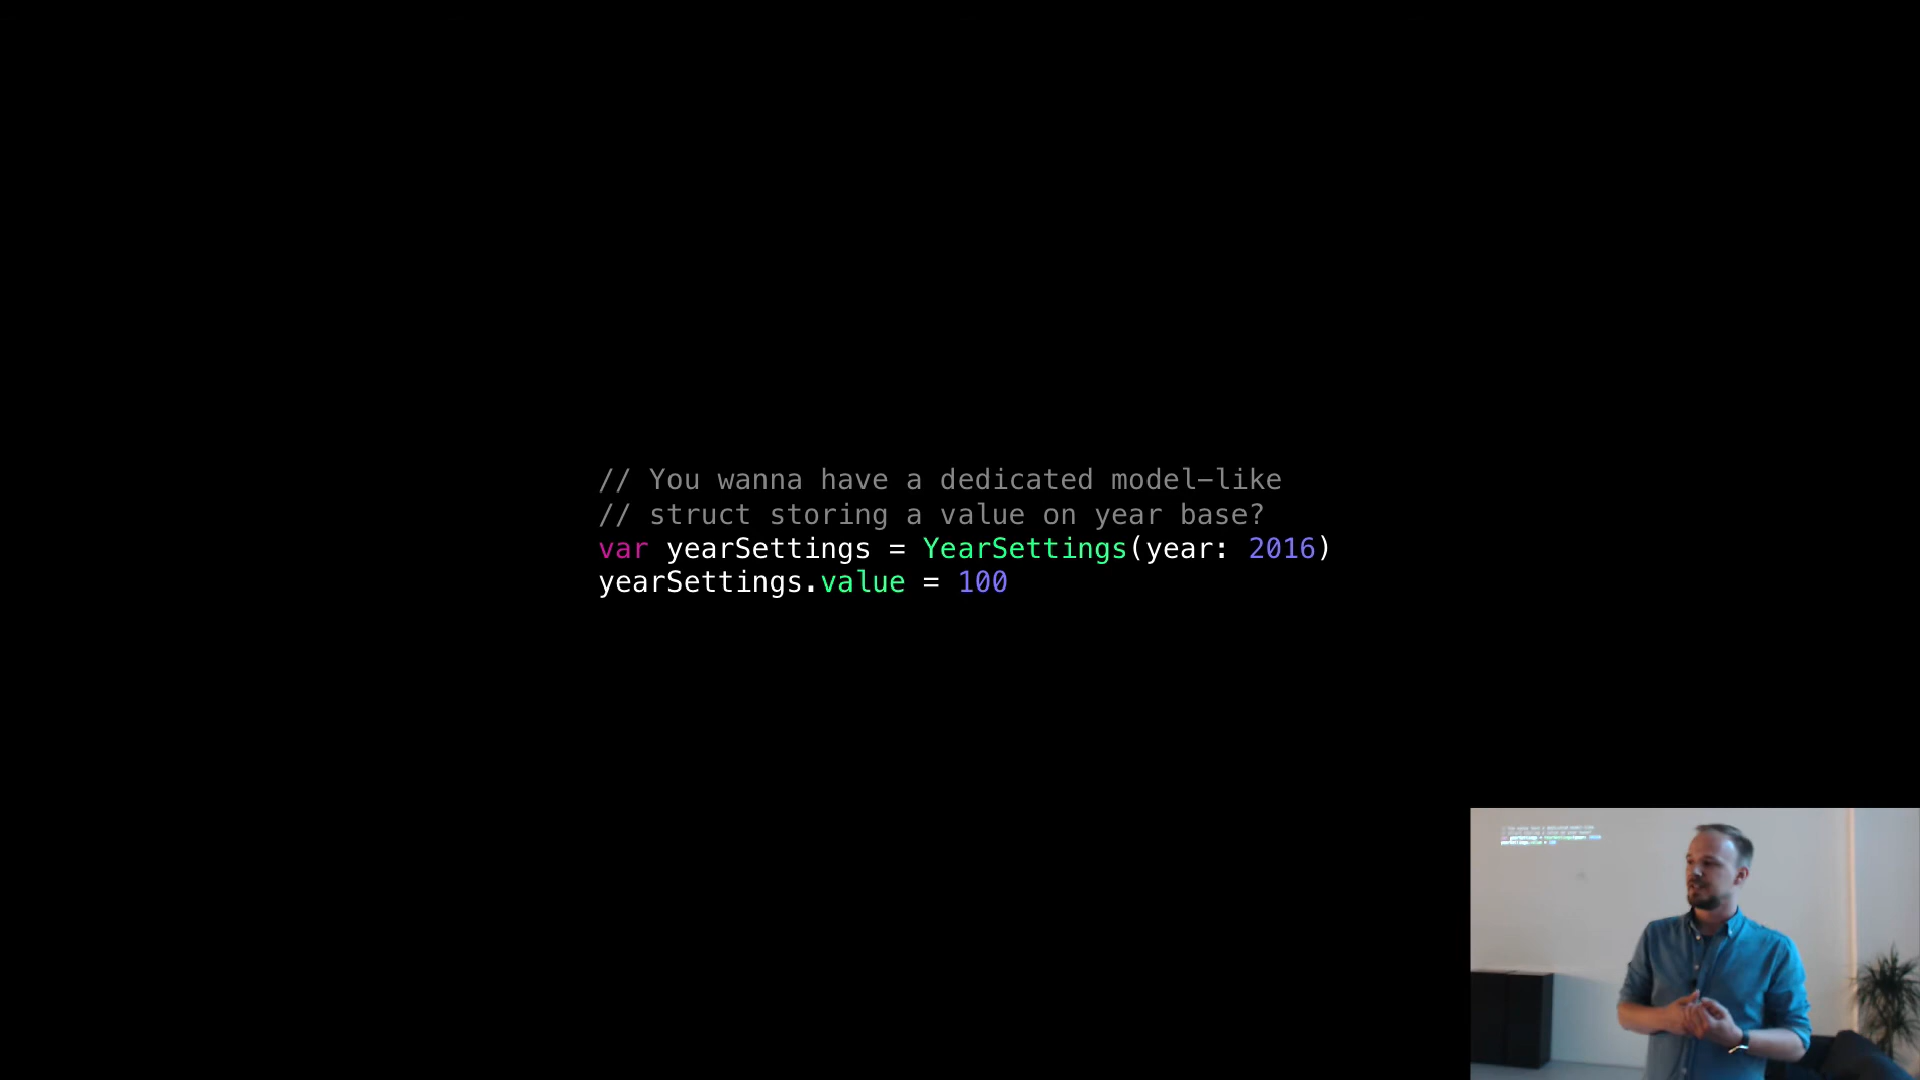 // You wanna have a dedicated model-like
// struct storing a value on year base?
var yearSettings = YearSettings(year: 2016)
yearSettings.value = 100